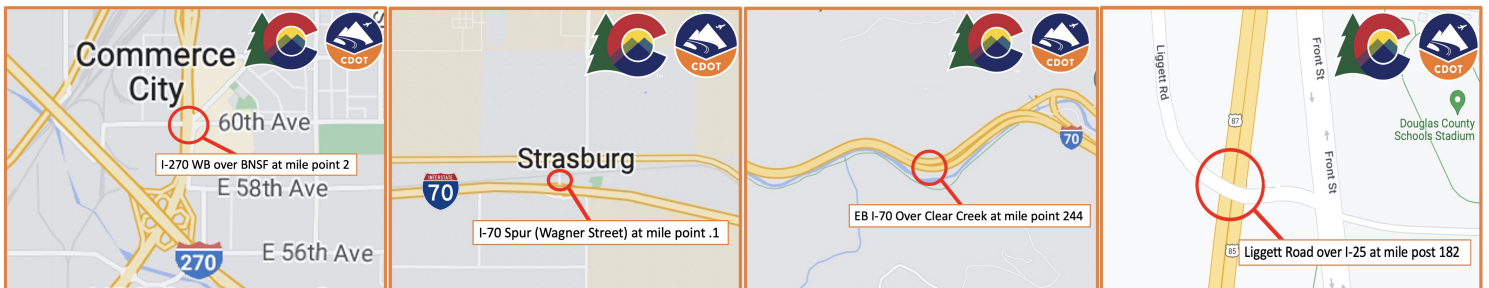 Commerce
City
CDOT
60th Ave
I-270 WB over BNSF at mile point 2
E 58th Ave
E 56th Ave
270
CDOT
Strasburg
INTERSTATE
70
I-70 Spur (Wagner Street) at mile point .1
CDOT
70
EB I-70 Over Clear Creek at mile point 244
Liggett Rd
Front St
CDOT
87
Douglas County
Schools Stadium
Front St
85
Liggett Road over I-25 at mile post 182